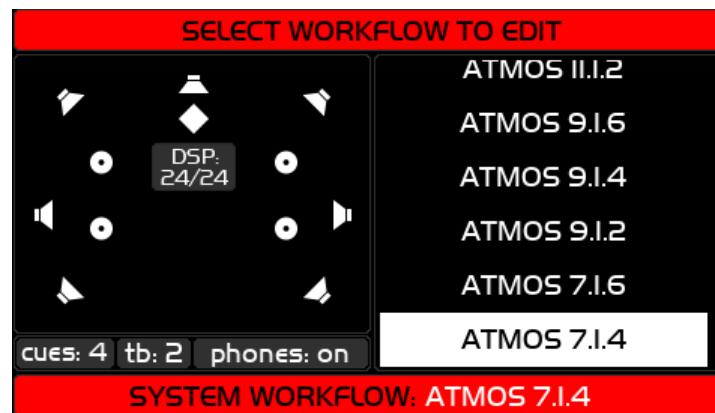 SELECT WORKFLOW TO EDIT
DSP:
24/24
cues: 4 tb: 2 phones: on
ATMOS 11.1.2
ATMOS 9.1.6
ATMOS 9.1.4
ATMOS 9.1.2
ATMOS 7.1.6
ATMOS 7.1.4
SYSTEM WORKFLOW: ATMOS 7.1.4